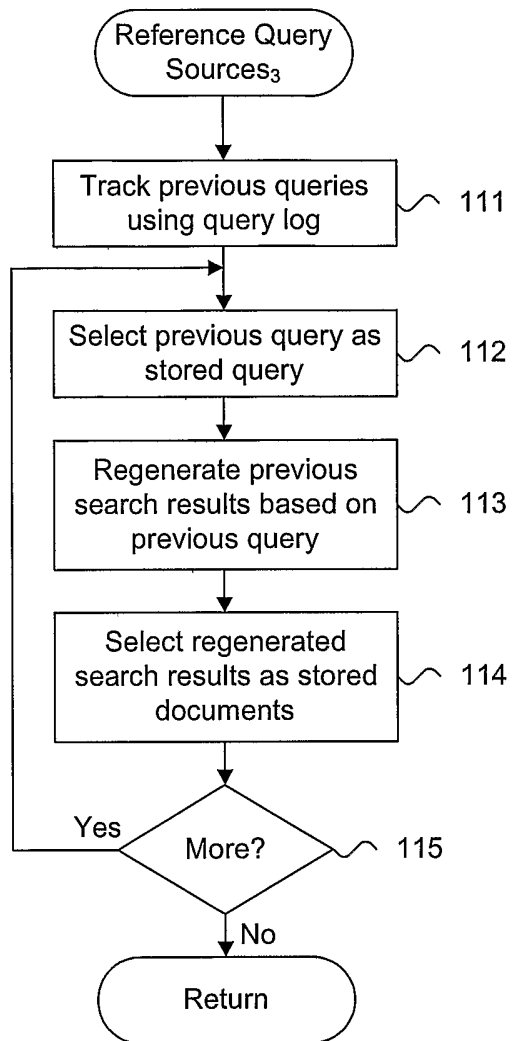 Reference Query
Sources₃
Track previous queries
using query log
111
Select previous query as
stored query
112
Regenerate previous
search results based on
previous query
113
Select regenerated
search results as stored
documents
114
Yes
More?
115
No
Return